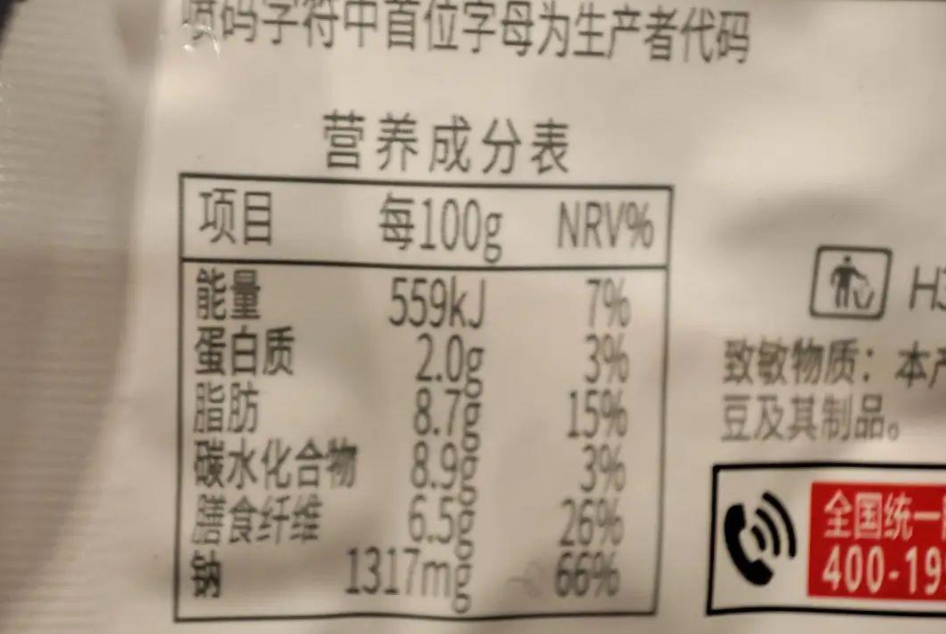 喷码字符中首位字母为生产者代码
营养成分表
项目 每100g NRV%
能量 559kJ 7%
蛋白质 2.0g 3%
脂肪 8.7g 15%
碳水化合物 8.9g 3%
膳食纤维 6.5g 26%
钠 1317mg 66%
致敏物质：本产
豆及其制品。
全国统一
400-19